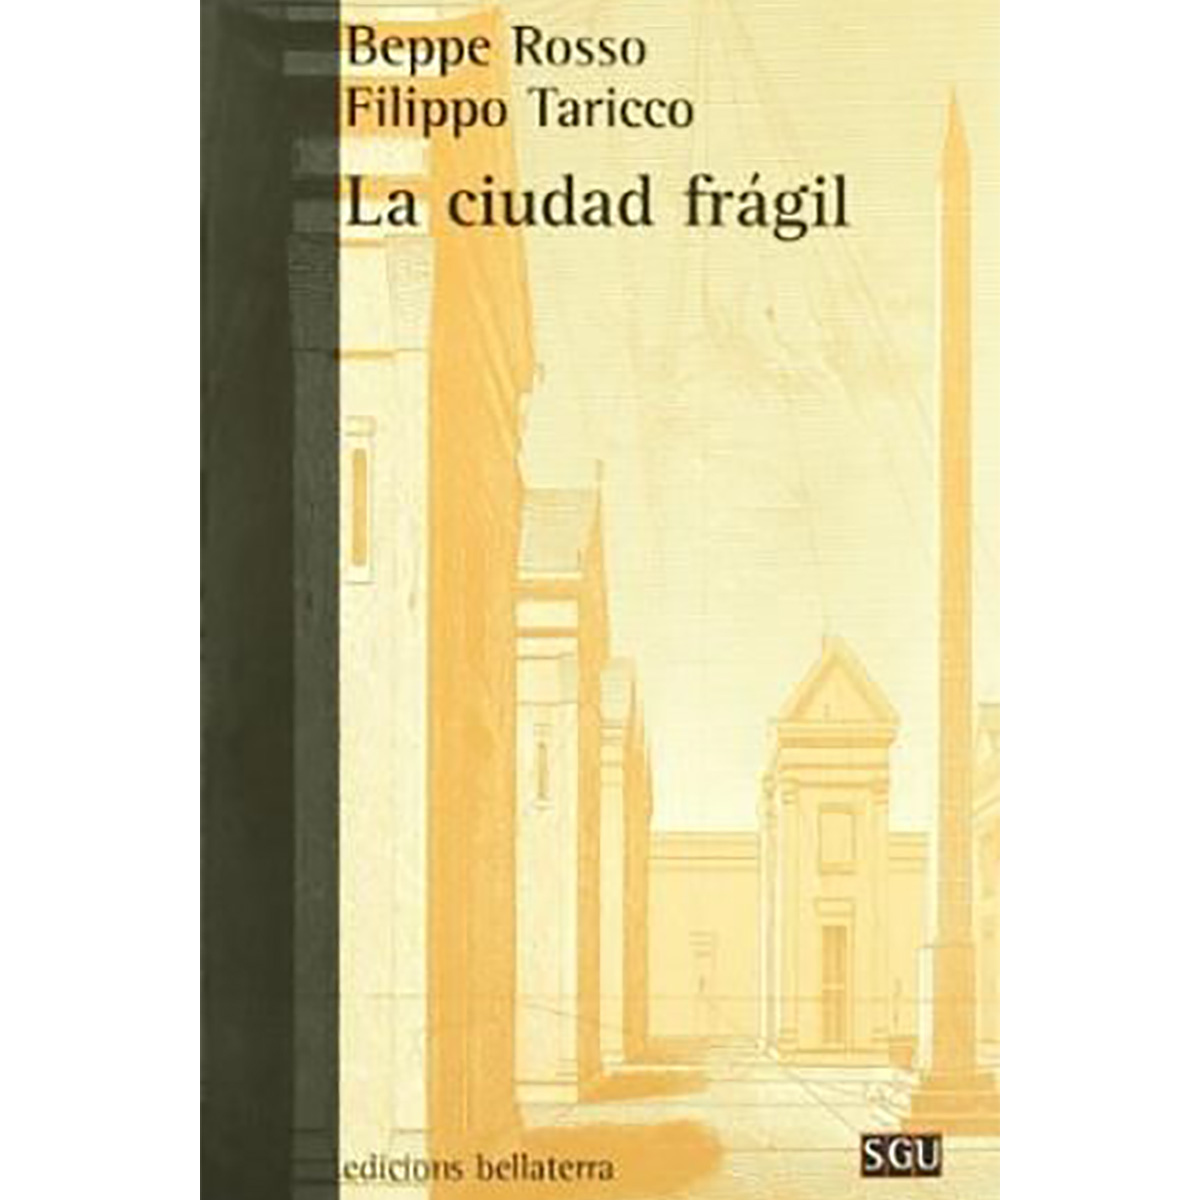 Beppe Rosso
Filippo Taricco
La ciudad frágil
edicions bellaterra
SGU